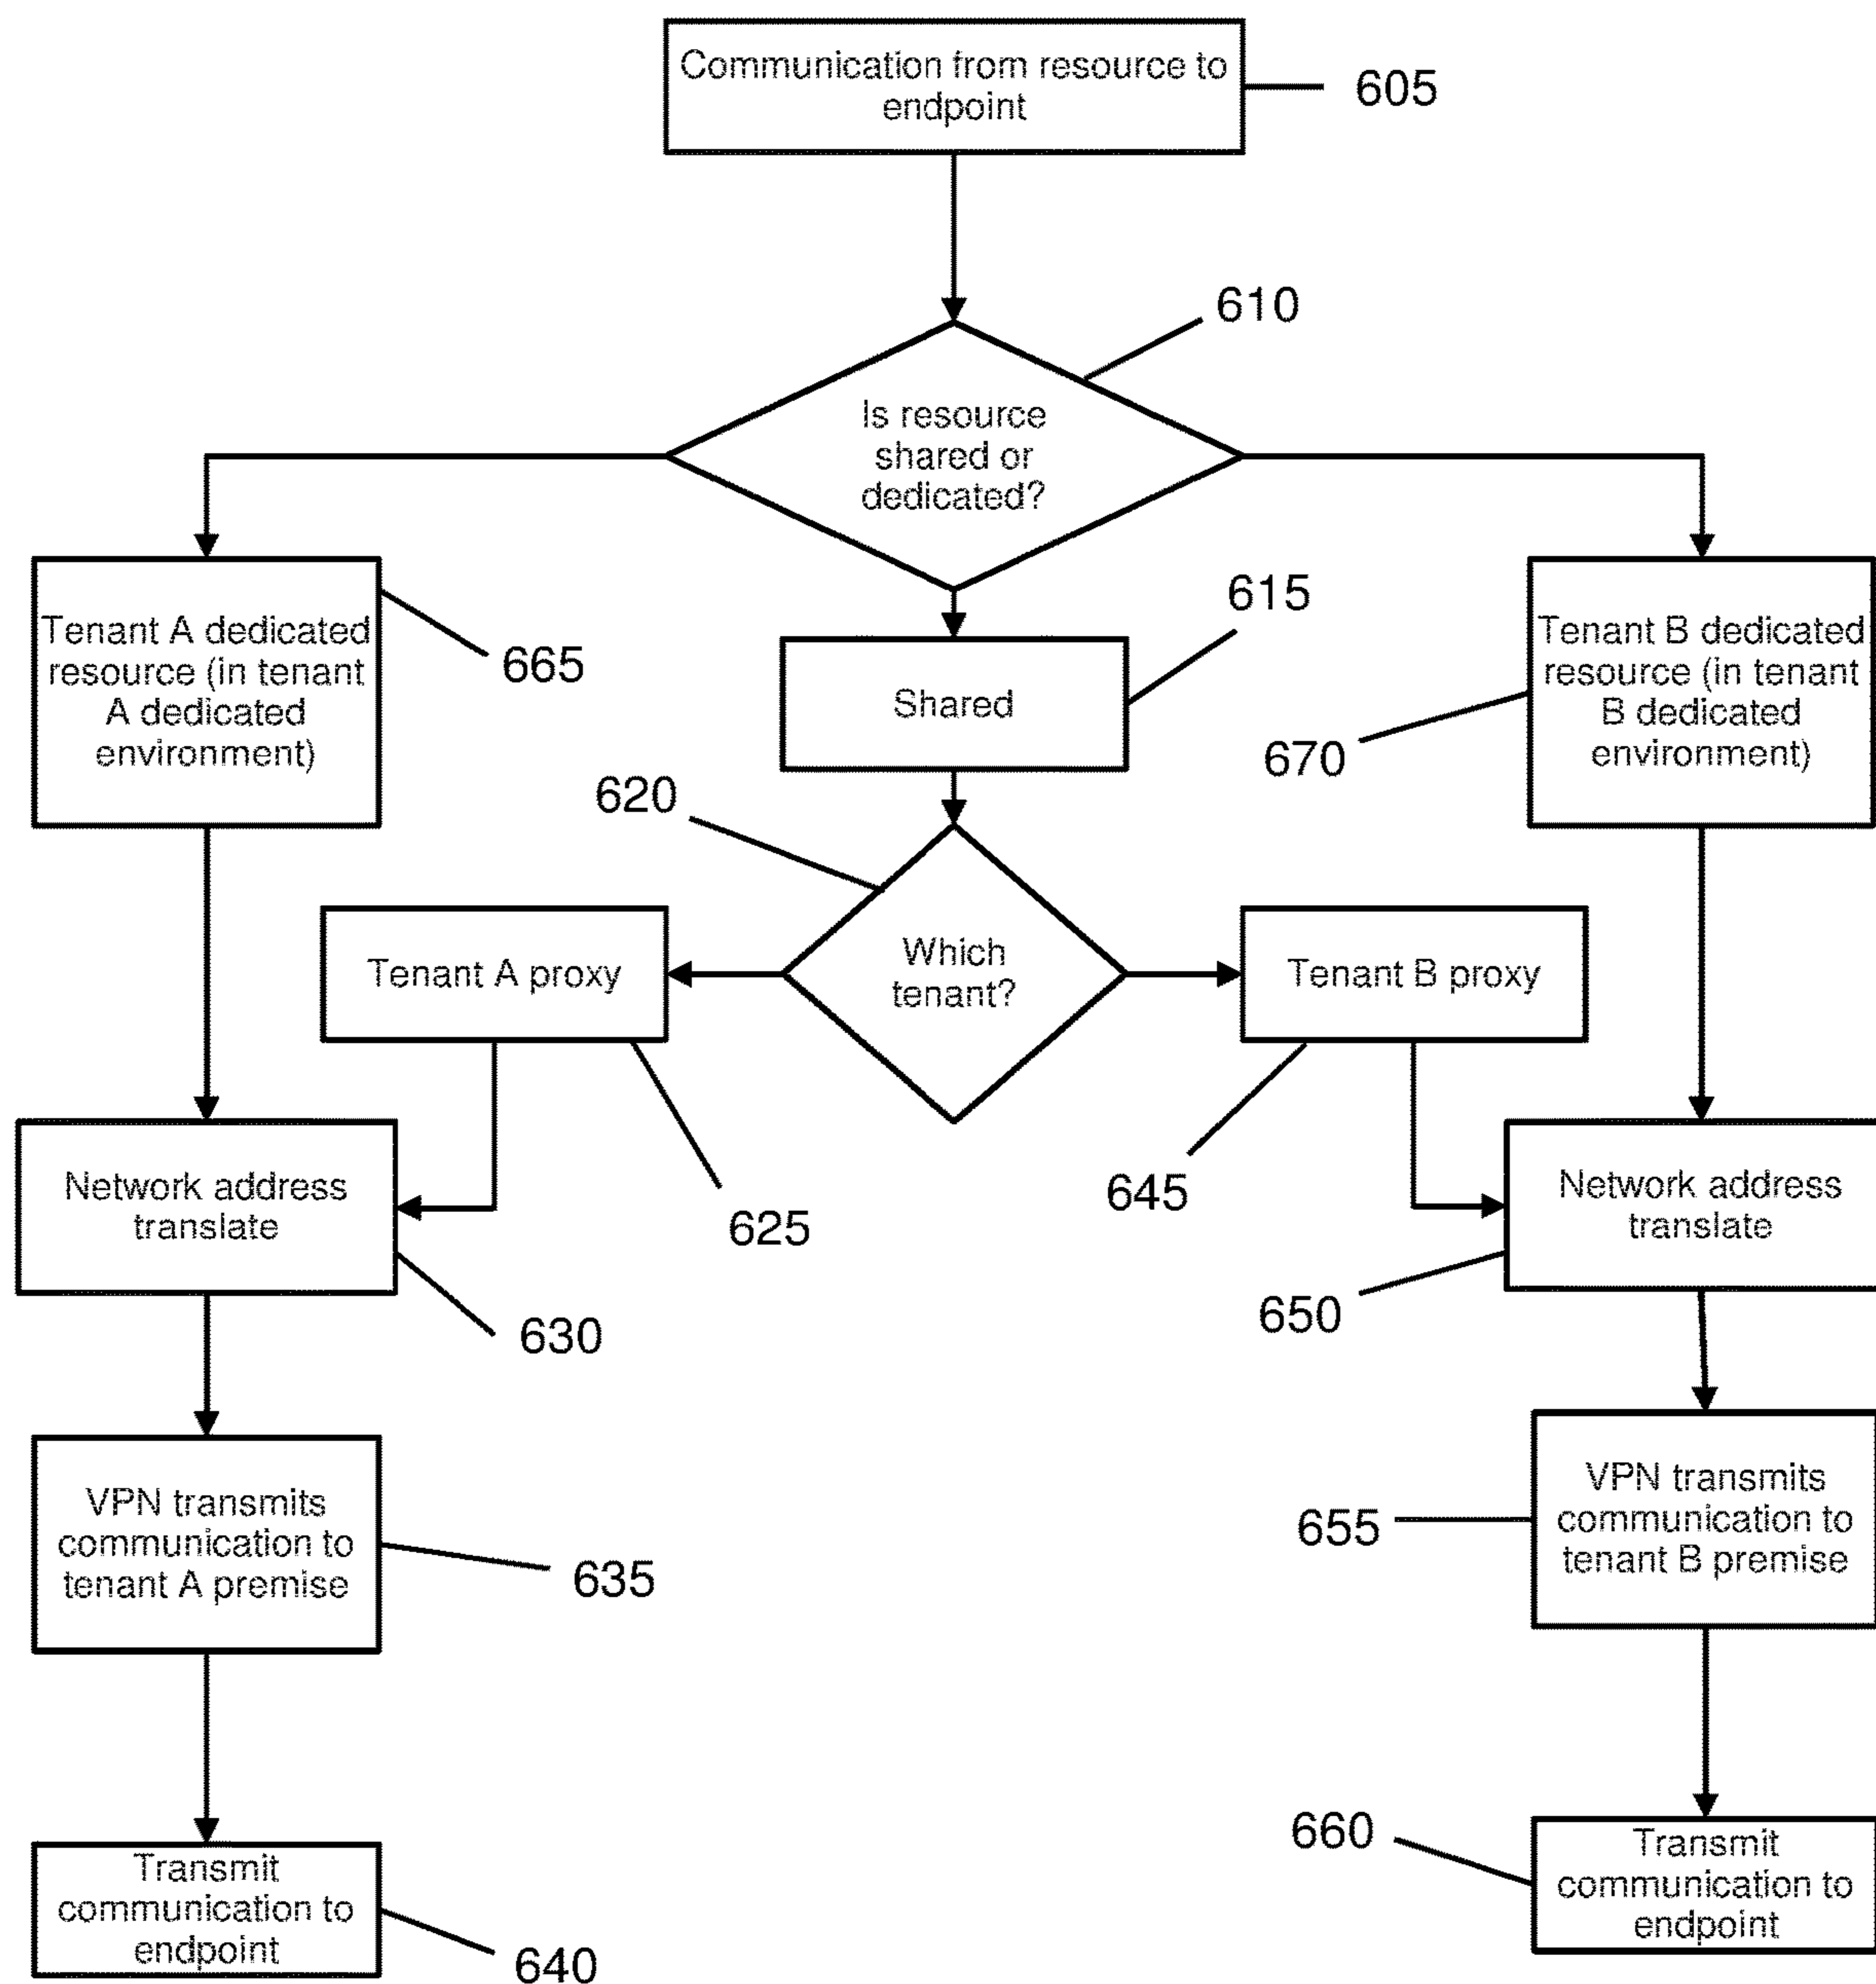 Communication from resource to
endpoint
605
610
Is resource
shared or
dedicated?
615
Tenant A dedicated
resource (in tenant
A dedicated
environment)
665
Shared
Tenant B dedicated
resource (in tenant
B dedicated
environment)
670
620
Tenant A proxy
Which
tenant?
Tenant B proxy
Network address
translate
625
645
Network address
translate
630
650
VPN transmits
communication to
tenant A premise
635
655
VPN transmits
communication to
tenant B premise
Transmit
communication to
endpoint
640
660
Transmit
communication to
endpoint